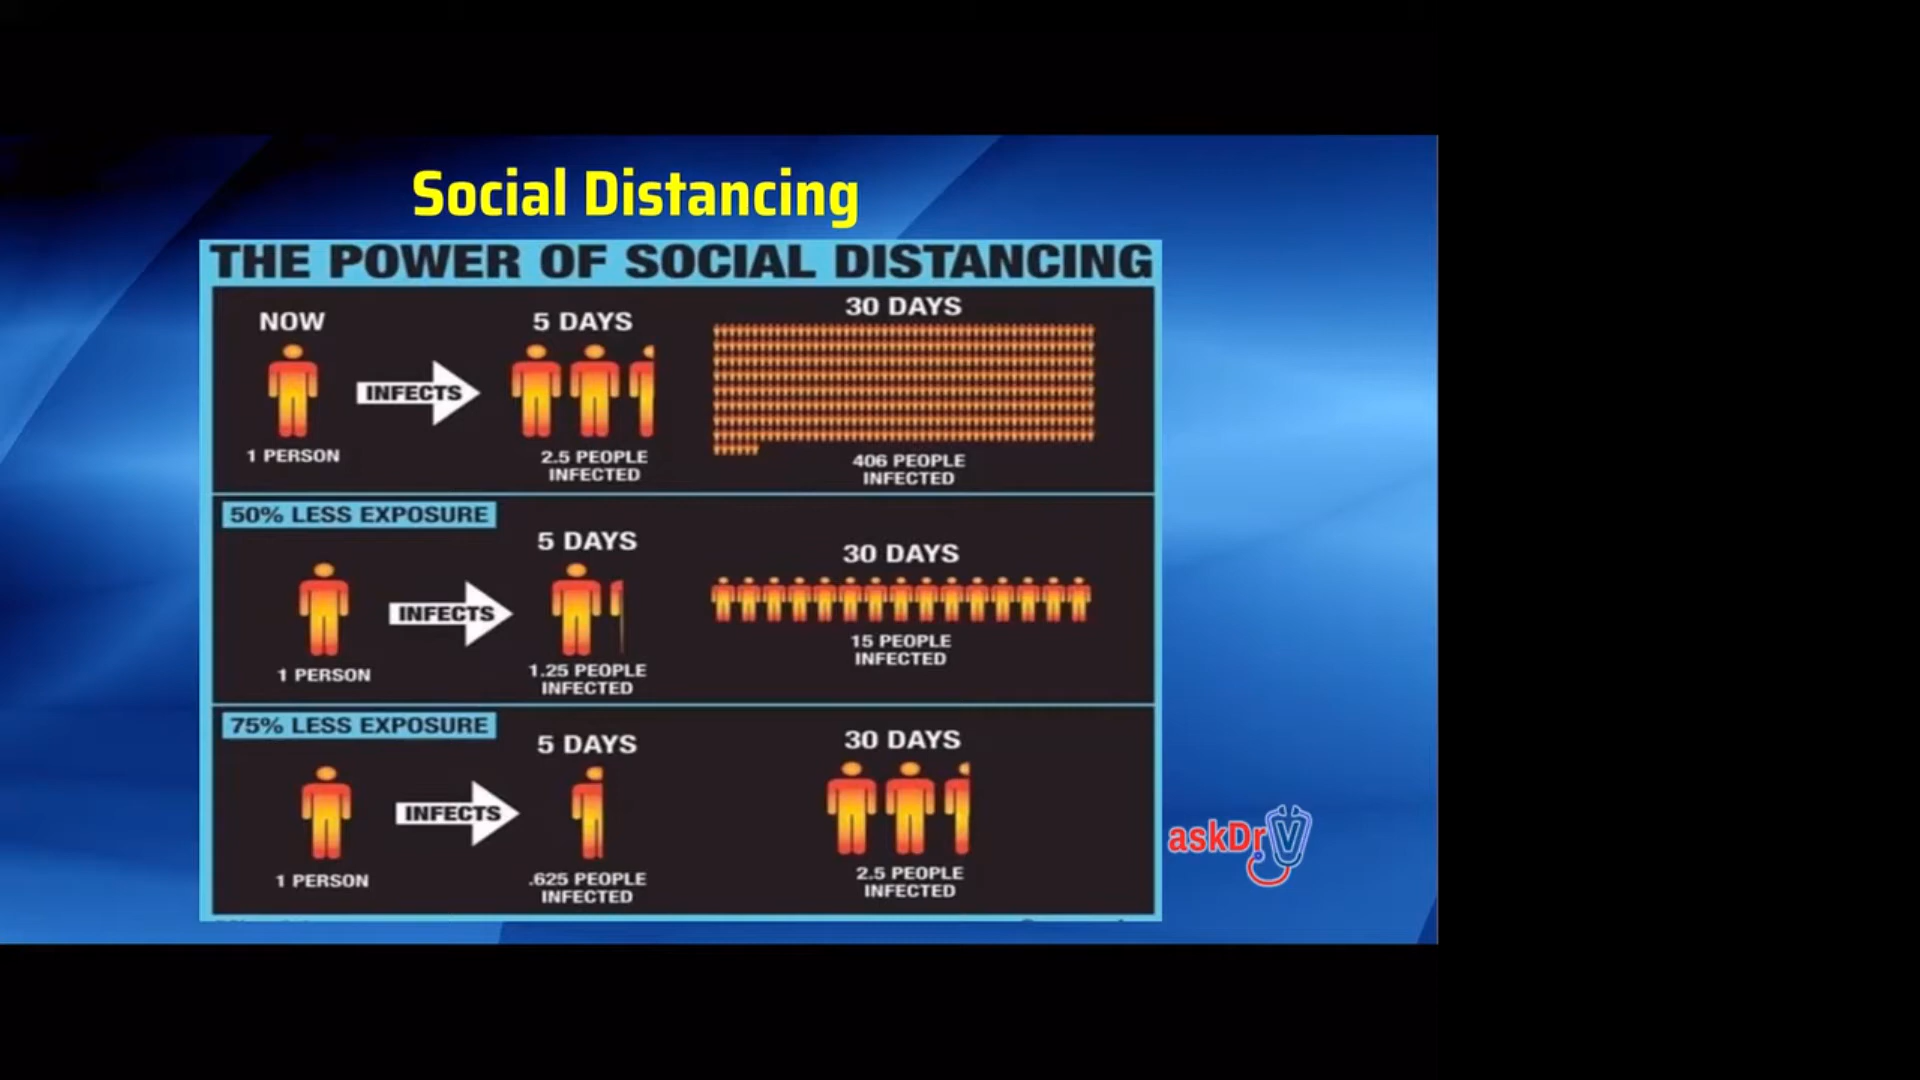 Social Distancing
THE POWER OF SOCIAL DISTANCING
NOW
5 DAYS
30 DAYS
INFECTS
1 PERSON
2.5 PEOPLE
INFECTED
406 PEOPLE
INFECTED
50% LESS EXPOSURE
5 DAYS
30 DAYS
INFECTS
1 PERSON
1.25 PEOPLE
INFECTED
15 PEOPLE
INFECTED
75% LESS EXPOSURE
5 DAYS
30 DAYS
INFECTS
1 PERSON
.625 PEOPLE
INFECTED
2.5 PEOPLE
INFECTED
askDrV